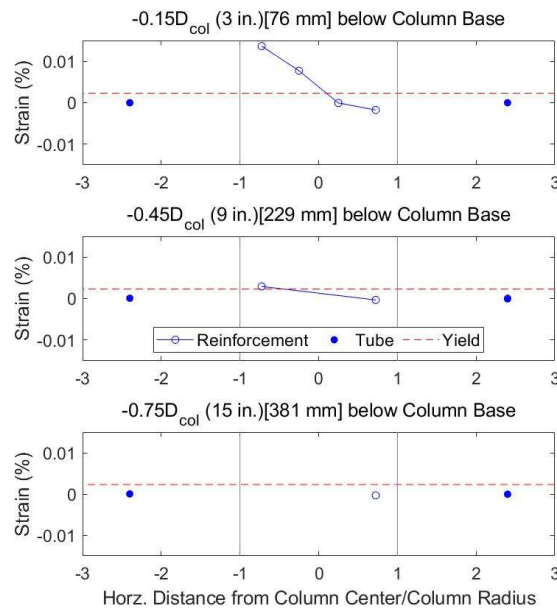 -0.15D_col (3 in.)[76 mm] below Column Base
0.01
0
-0.01
Strain (%)
-3 -2 -1 0 1 2 3
-0.45D_col (9 in.)[229 mm] below Column Base
0.01
0
-0.01
Strain (%)
Reinforcement Tube Yield
-3 -2 -1 0 1 2 3
-0.75D_col (15 in.)[381 mm] below Column Base
0.01
0
-0.01
Strain (%)
-3 -2 -1 0 1 2 3
Horz. Distance from Column Center/Column Radius